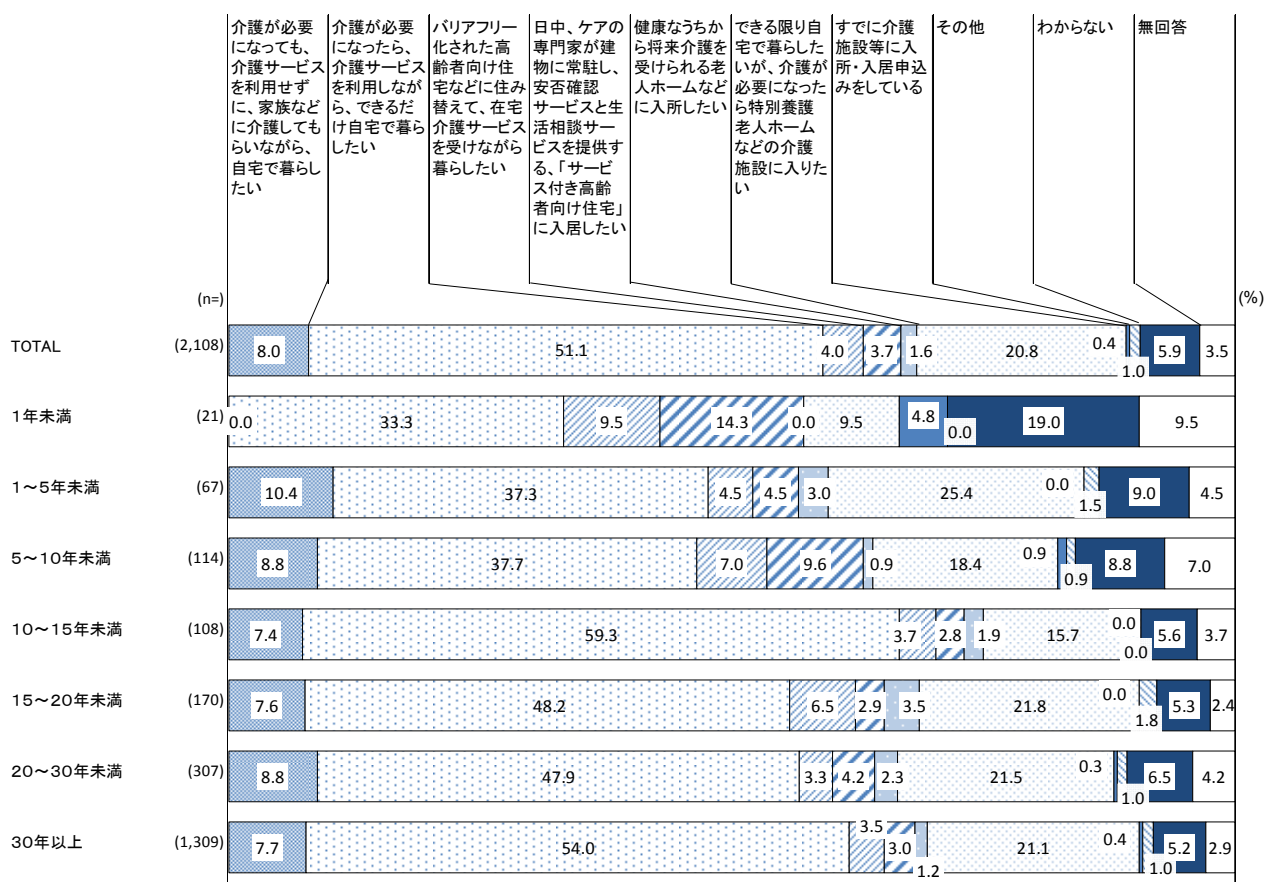 介護が必要
になっても、
介護サービス
を利用せず
に、家族など
に介護しても
らいながら、
自宅で暮らし
たい
介護が必要
になったら、
介護サービス
を利用しなが
ら、できるだ
け自宅で暮ら
したい
バリアフリー
化された高
齢者向け住
宅などに住み
替えて、在宅
介護サービス
を受けながら
暮らしたい
日中、ケアの
専門家が建
物に常駐し、
安否確認
サービスと生
活相談サー
ビスを提供す
る、「サービ
ス付き高齢
者向け住宅」
に入居したい
健康なうちか
ら将来介護を
受けられる老
人ホームなど
に入所したい
できる限り自
宅で暮らした
いが、介護が
必要になった
ら特別養護
老人ホーム
などの介護
施設に入りた
い
すでに介護
施設等に入
所・入居申込
みをしている
その他
わからない
無回答
(n=)
(%)
TOTAL (2,108) 8.0 51.1 4.0 3.7 1.6 20.8 0.4 1.0 5.9 3.5
1年未満 (21) 0.0 33.3 9.5 14.3 0.0 9.5 4.8 0.0 19.0 9.5
1～5年未満 (67) 10.4 37.3 4.5 4.5 3.0 25.4 0.0 1.5 9.0 4.5
5～10年未満 (114) 8.8 37.7 7.0 9.6 0.9 18.4 0.9 0.9 8.8 7.0
10～15年未満 (108) 7.4 59.3 3.7 2.8 1.9 15.7 0.0 0.0 5.6 3.7
15～20年未満 (170) 7.6 48.2 6.5 2.9 3.5 21.8 0.0 1.8 5.3 2.4
20～30年未満 (307) 8.8 47.9 3.3 4.2 2.3 21.5 0.3 1.0 6.5 4.2
30年以上 (1,309) 7.7 54.0 3.5 3.0 1.2 21.1 0.4 1.0 5.2 2.9